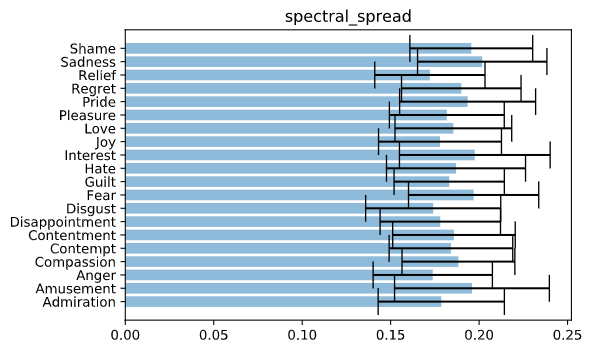 spectral_spread
Shame
Sadness
Relief
Regret
Pride
Pleasure
Love
Joy
Interest
Hate
Guilt
Fear
Disgust
Disappointment
Contentment
Contempt
Compassion
Anger
Amusement
Admiration
0.00 0.05 0.10 0.15 0.20 0.25